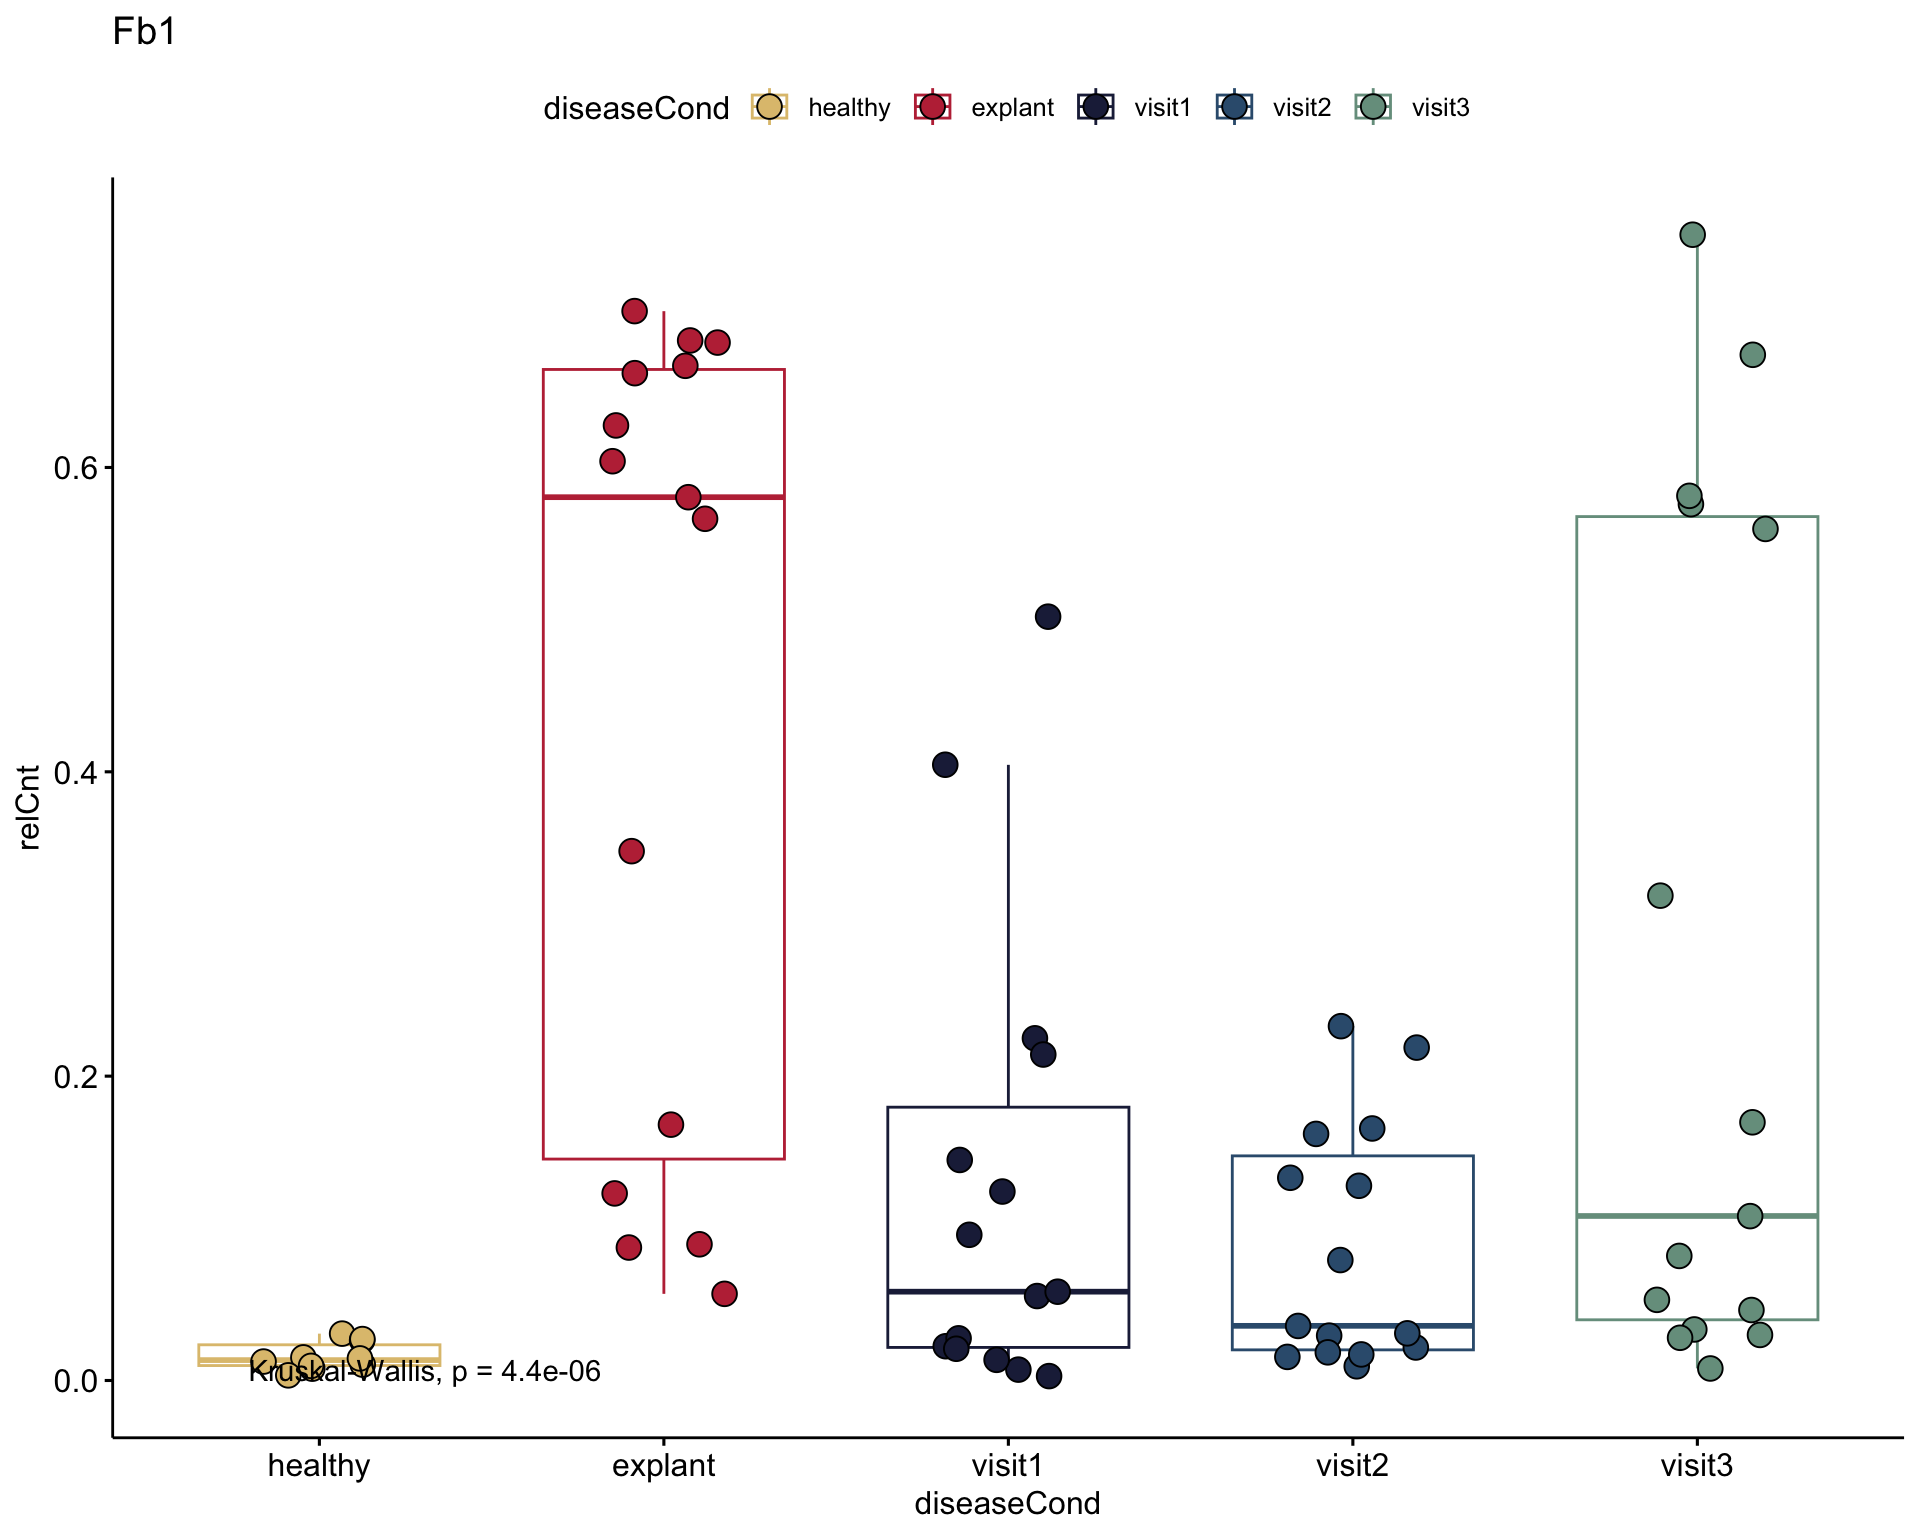 Fb1
diseaseCond healthy explant visit1 visit2 visit3
relCnt
0.6
0.4
0.2
0.0
Kruskal-Wallis, p = 4.4e-06
healthy explant visit1 visit2 visit3
diseaseCond